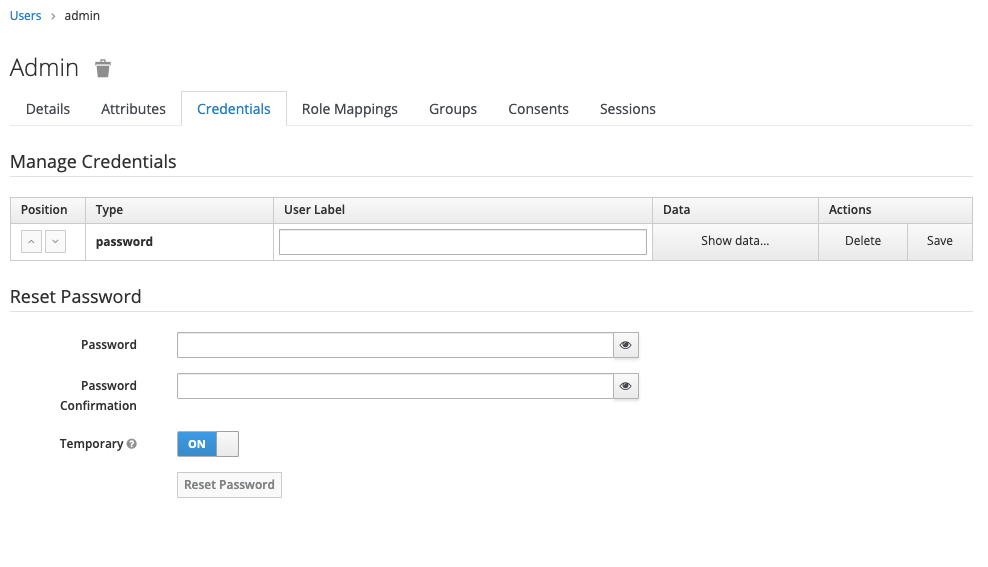 Users > admin
Admin
Details Attributes Credentials Role Mappings Groups Consents Sessions
Manage Credentials
Position Type User Label Data Actions
password Show data... Delete Save
Reset Password
Password
Password
Confirmation
Temporary ON
Reset Password